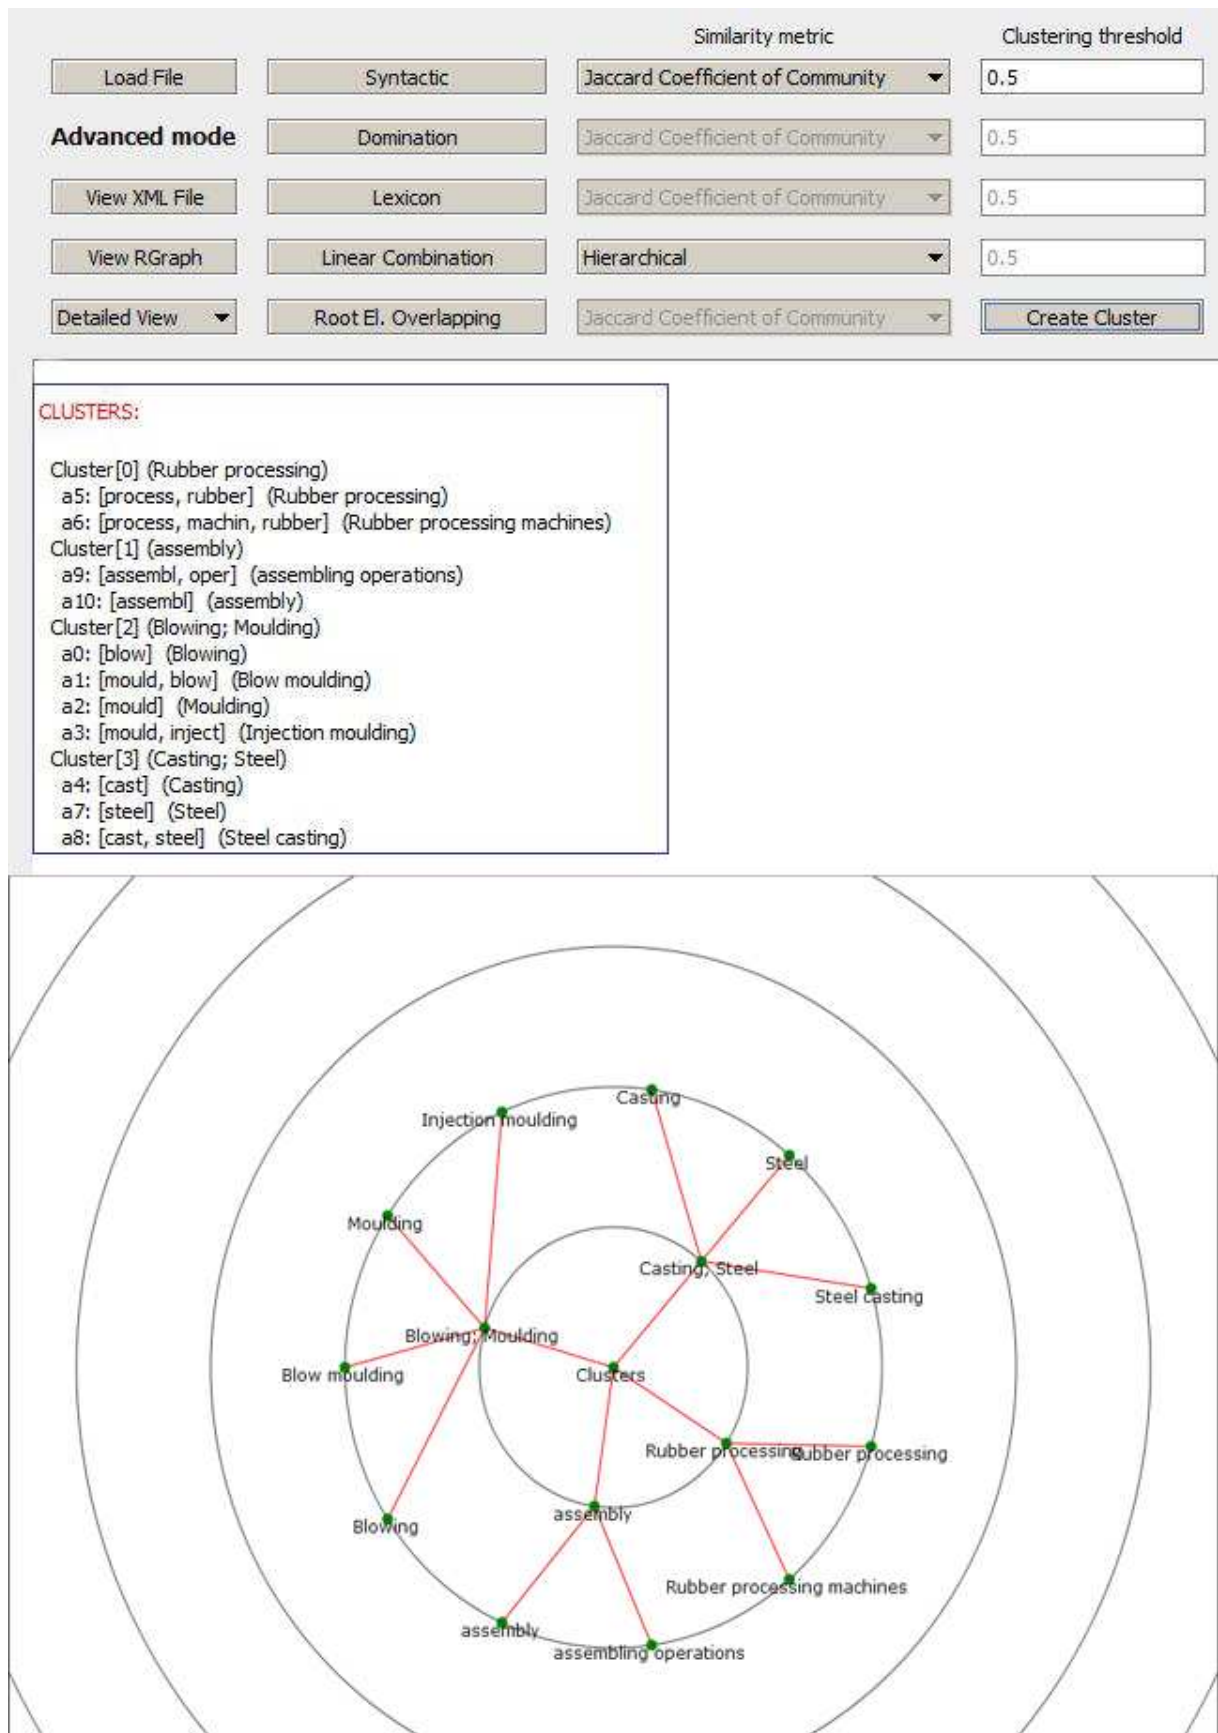 Similarity metric Clustering threshold
Load File Syntactic Jaccard Coefficient of Community 0.5
Advanced mode Domination Jaccard Coefficient of Community 0.5
View XML File Lexicon Jaccard Coefficient of Community 0.5
View RGraph Linear Combination Hierarchical 0.5
Detailed View Root El. Overlapping Jaccard Coefficient of Community Create Cluster
CLUSTERS:
Cluster[0] (Rubber processing)
a5: [process, rubber] (Rubber processing)
a6: [process, machin, rubber] (Rubber processing machines)
Cluster[1] (assembly)
a9: [assembl, oper] (assembling operations)
a10: [assembl] (assembly)
Cluster[2] (Blowing; Moulding)
a0: [blow] (Blowing)
a1: [mould, blow] (Blow moulding)
a2: [mould] (Moulding)
a3: [mould, inject] (Injection moulding)
Cluster[3] (Casting; Steel)
a4: [cast] (Casting)
a7: [steel] (Steel)
a8: [cast, steel] (Steel casting)
Casting
Injection moulding
Steel
Moulding
Casting; Steel
Steel casting
Blowing; Moulding
Blow moulding
Clusters
Rubber processing
Rubber processing
assembly
Blowing
Rubber processing machines
assembly
assembling operations